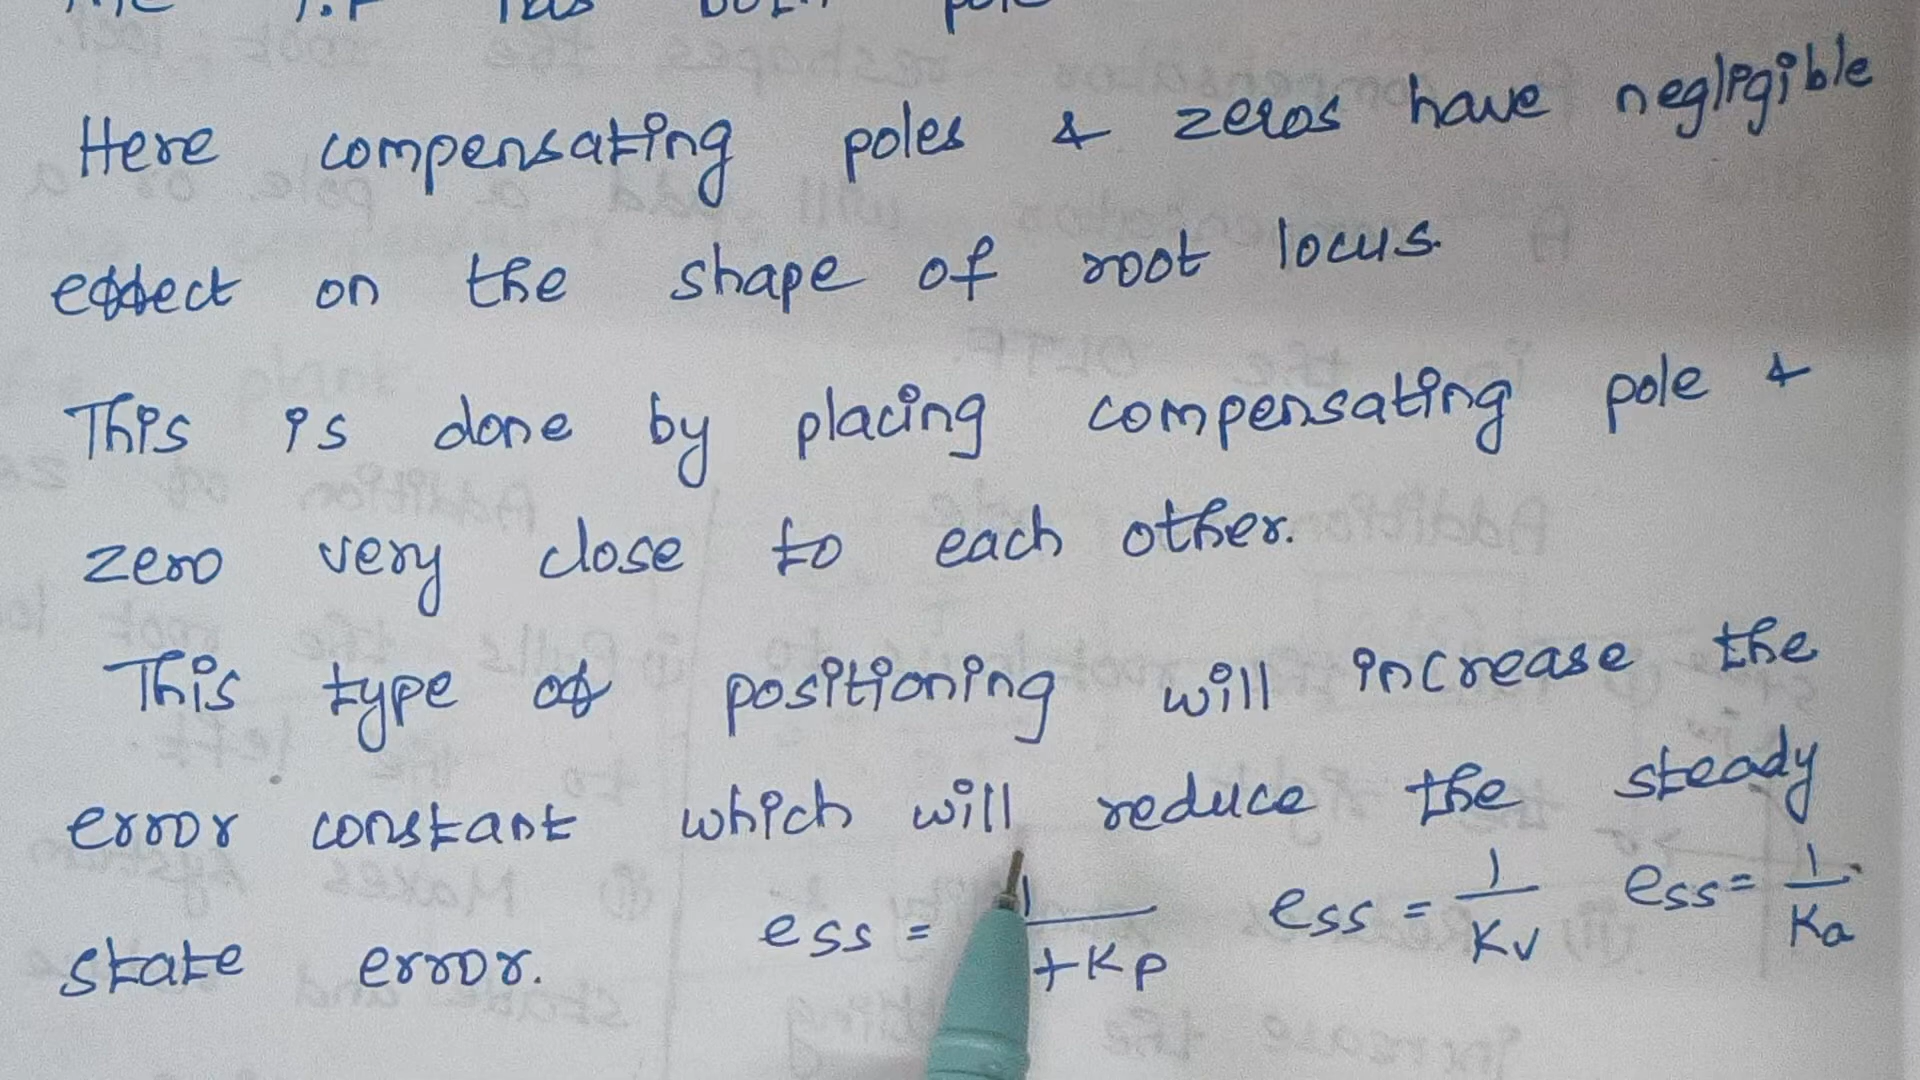 Here compensating poles & zeros have negligible
effect on the shape of root locus.
This is done by placing compensating pole &
zero very close to each other.
This type of positioning will increase the
error constant which will reduce the steady
state error. ess = 1/+Kp ess = 1/Kv ess = 1/Ka